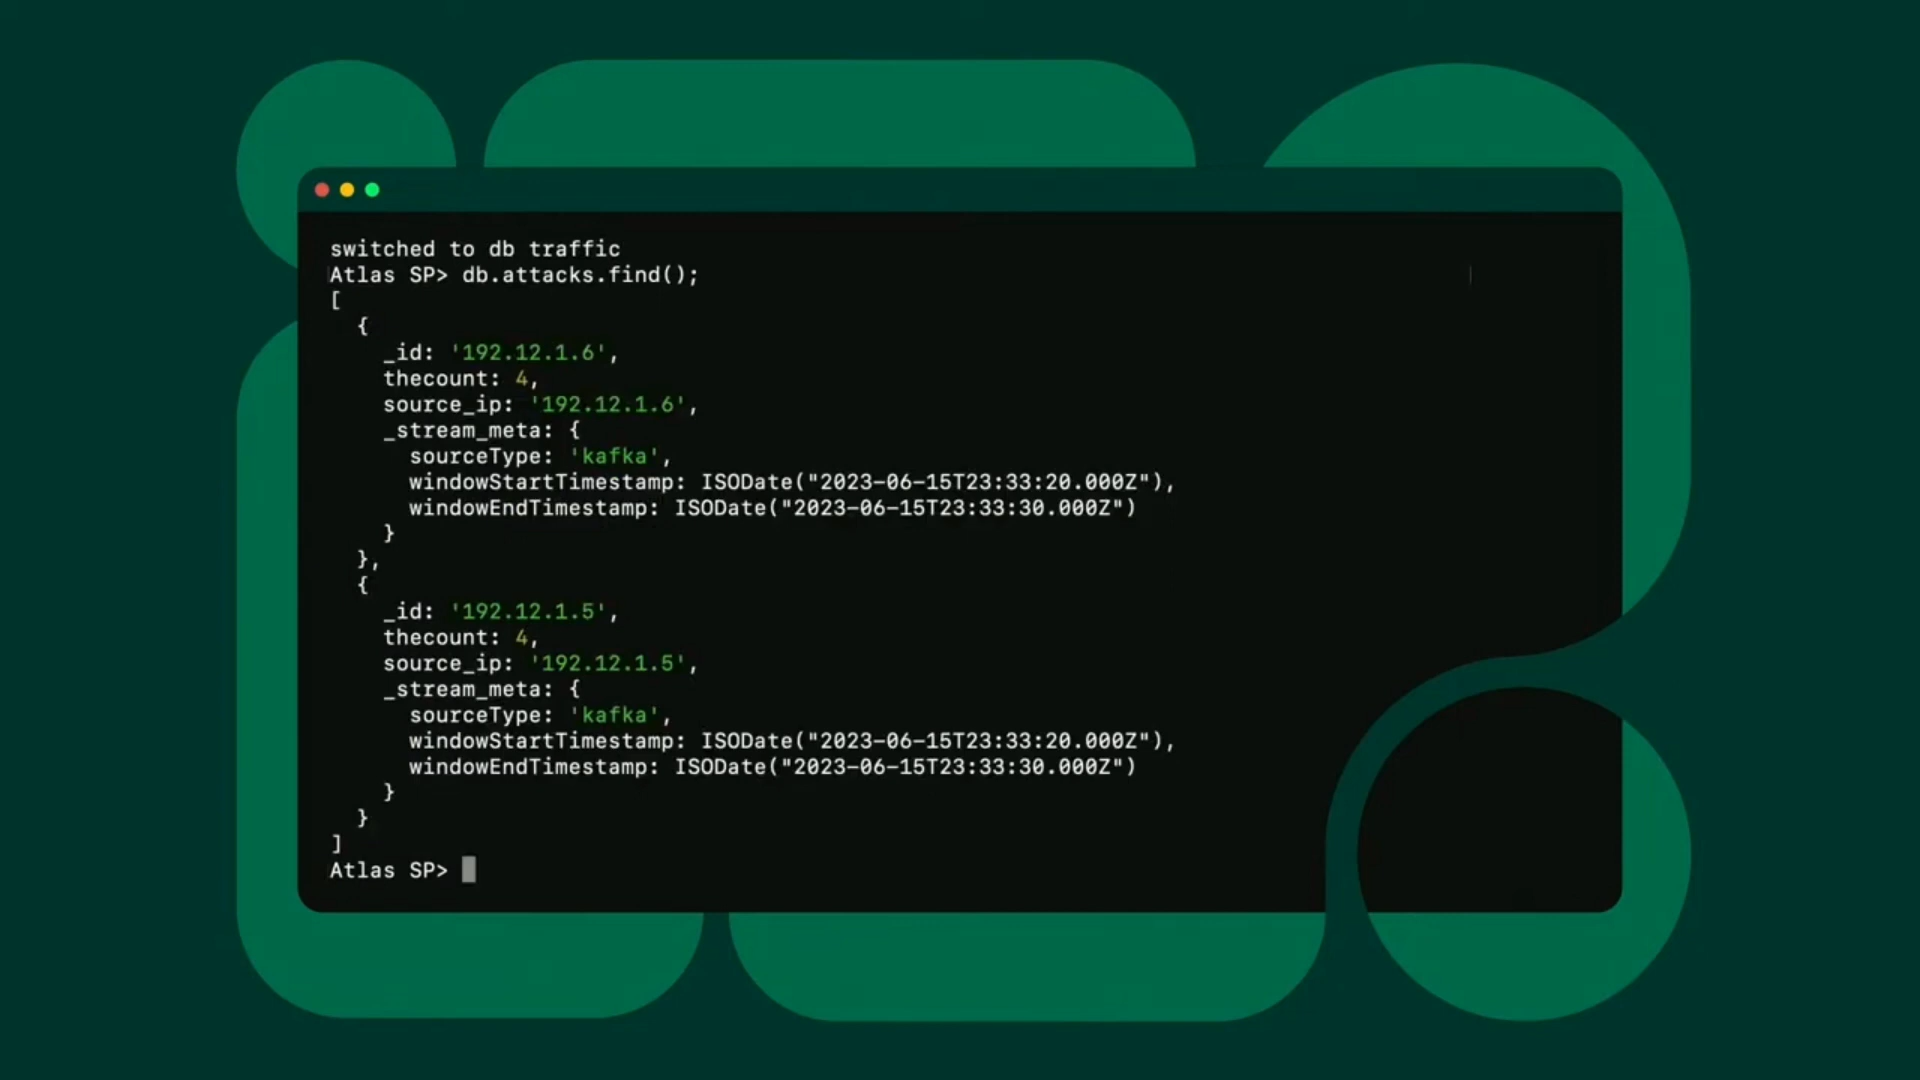 switched to db traffic
Atlas SP> db.attacks.find();
[
  {
    _id: '192.12.1.6',
    thecount: 4,
    source_ip: '192.12.1.6',
    _stream_meta: {
      sourceType: 'kafka',
      windowStartTimestamp: ISODate("2023-06-15T23:33:20.000Z"),
      windowEndTimestamp: ISODate("2023-06-15T23:33:30.000Z")
    }
  },
  {
    _id: '192.12.1.5',
    thecount: 4,
    source_ip: '192.12.1.5',
    _stream_meta: {
      sourceType: 'kafka',
      windowStartTimestamp: ISODate("2023-06-15T23:33:20.000Z"),
      windowEndTimestamp: ISODate("2023-06-15T23:33:30.000Z")
    }
  }
]
Atlas SP>